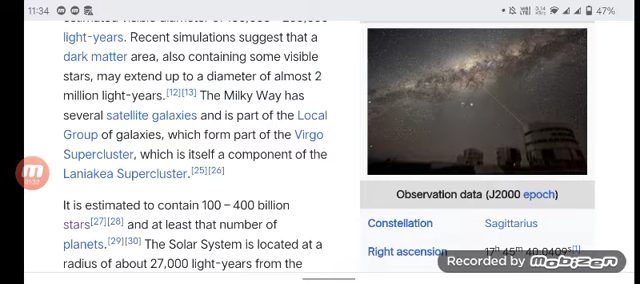 11:34
47%
light-years. Recent simulations suggest that a
dark matter area, also containing some visible
stars, may extend up to a diameter of almost 2
million light-years.[12][13] The Milky Way has
several satellite galaxies and is part of the Local
Group of galaxies, which form part of the Virgo
Supercluster, which is itself a component of the
Laniakea Supercluster.[25][26]
It is estimated to contain 100 – 400 billion
stars[27][28] and at least that number of
planets.[29][30] The Solar System is located at a
radius of about 27,000 light-years from the
Observation data (J2000 epoch)
Constellation Sagittarius
Right ascension 17h 45m 40.0409s[1]
Recorded by mobizen